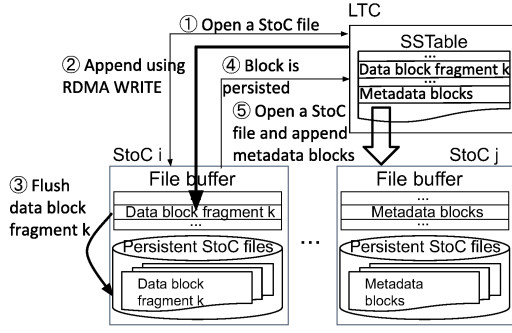 LTC
① Open a StoC file
SSTable
...
Data block fragment k
...
Metadata blocks
② Append using
RDMA WRITE
④ Block is
persisted
⑤ Open a StoC
file and append
metadata blocks
StoC i
StoC j
③ Flush
data block
fragment k
File buffer
...
Data block fragment k
...
Persistent StoC files
Data block
fragment k
...
File buffer
...
Metadata blocks
...
Persistent StoC files
Metadata
blocks